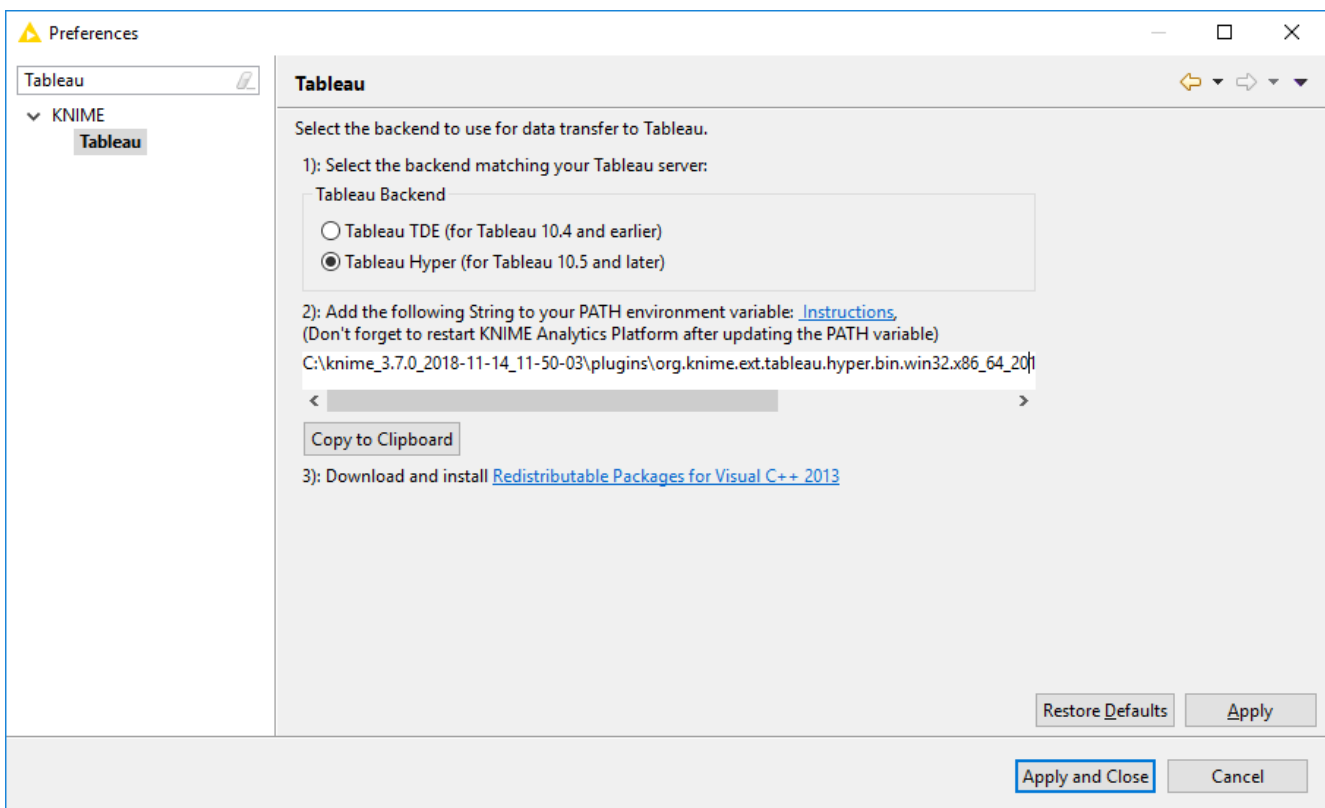 Preferences
Tableau
KNIME
Tableau
Tableau
Select the backend to use for data transfer to Tableau.
1): Select the backend matching your Tableau server:
Tableau Backend
Tableau TDE (for Tableau 10.4 and earlier)
Tableau Hyper (for Tableau 10.5 and later)
2): Add the following String to your PATH environment variable:  Instructions,
(Don't forget to restart KNIME Analytics Platform after updating the PATH variable)
C:\knime_3.7.0_2018-11-14_11-50-03\plugins\org.knime.ext.tableau.hyper.bin.win32.x86_64_201
Copy to Clipboard
3): Download and install Redistributable Packages for Visual C++ 2013
Restore Defaults Apply
Apply and Close Cancel